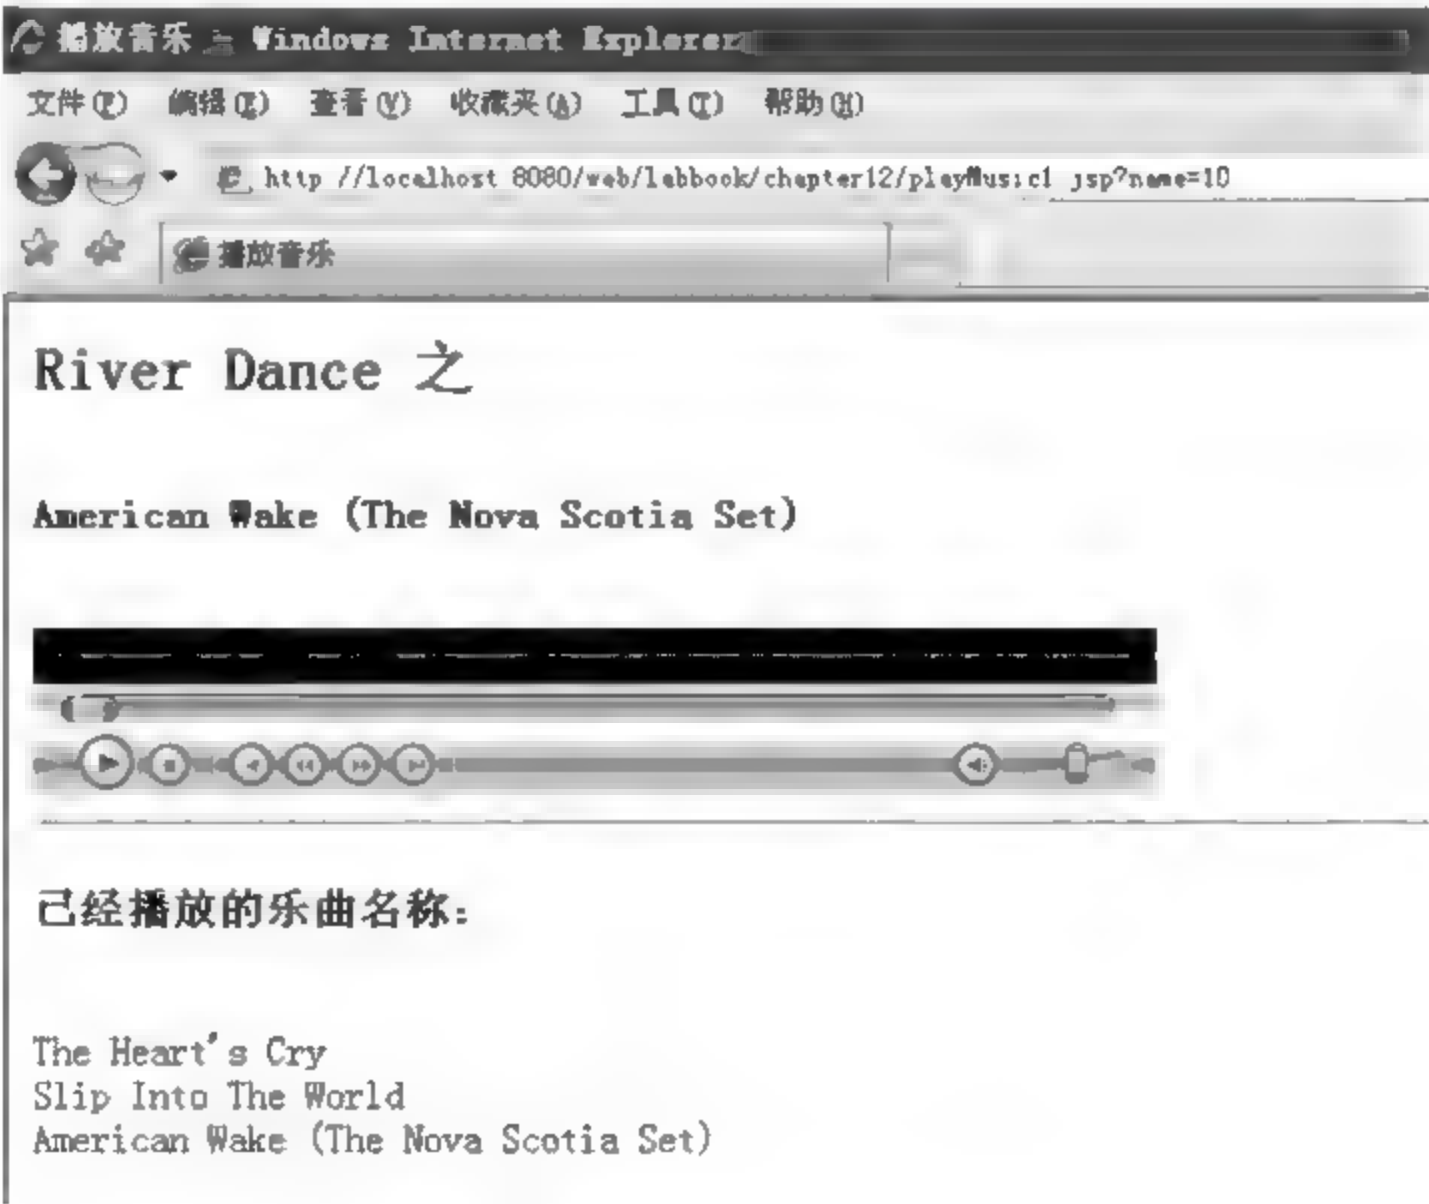 播放音乐 - Windows Internet Explorer
文件(F) 编辑(E) 查看(V) 收藏夹(A) 工具(T) 帮助(H)
http //localhost 8080/web/labbook/chapter12/playMusic1 jsp?name=10
播放音乐
River Dance 之
American Wake (The Nova Scotia Set)
已经播放的乐曲名称:
The Heart's Cry
Slip Into The World
American Wake (The Nova Scotia Set)